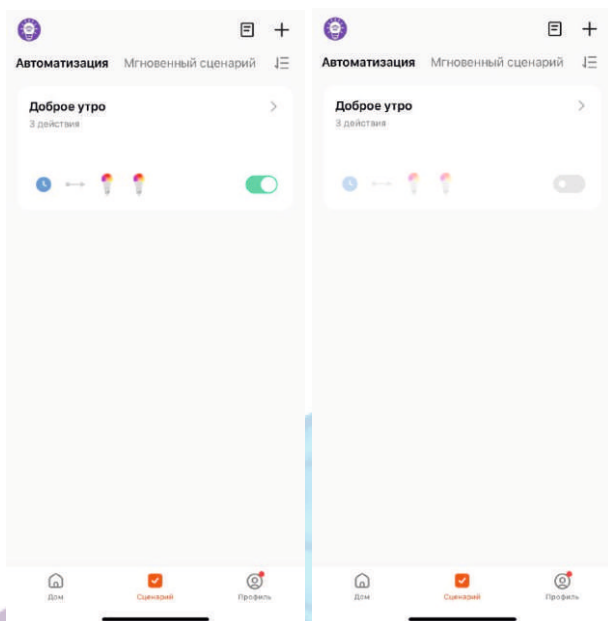 Автоматизация Мгновенный сценарий
Доброе утро
3 действия
Дом Сценарий Профиль
Автоматизация Мгновенный сценарий
Доброе утро
3 действия
Дом Сценарий Профиль